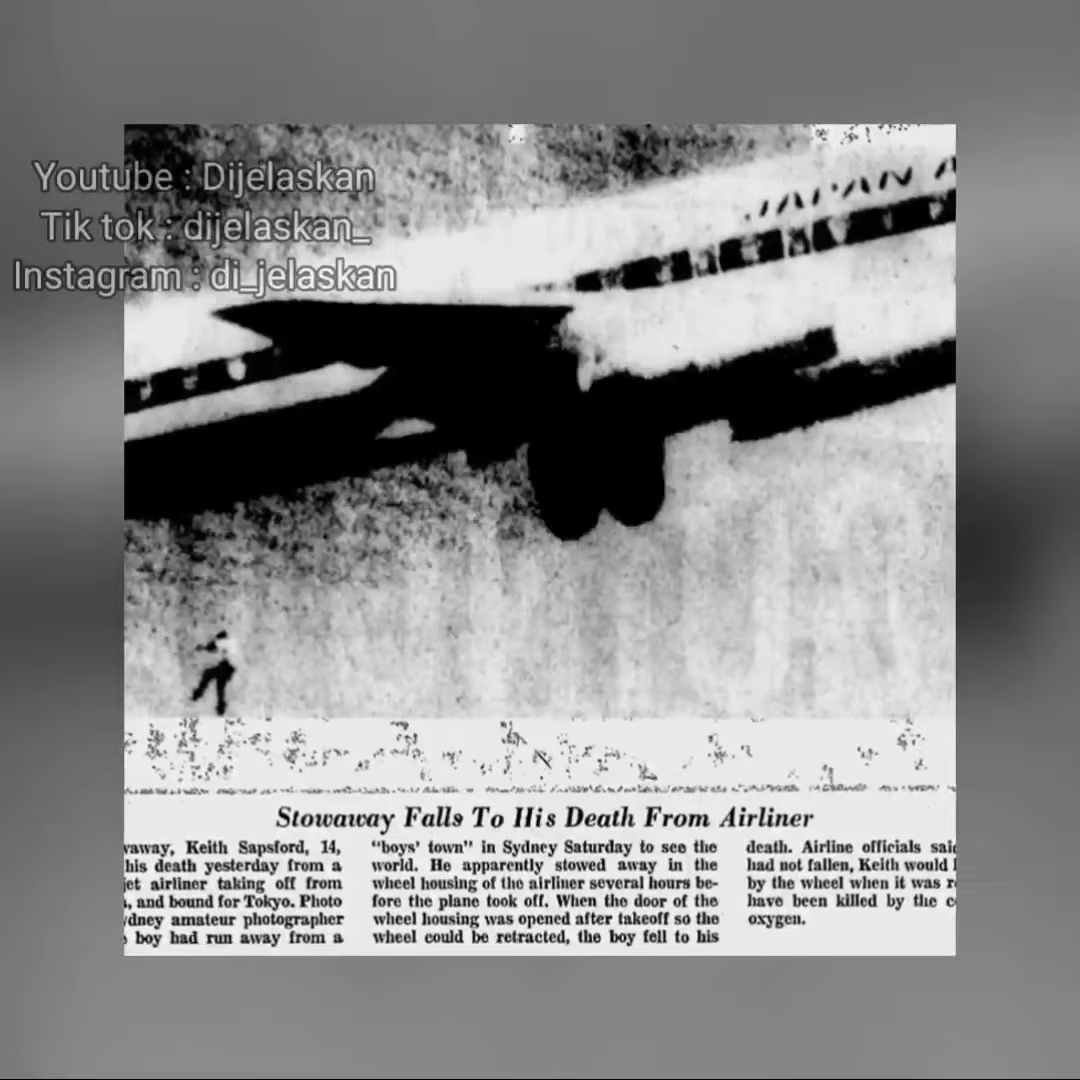 Youtube : Dijelaskan
Tik tok : dijelaskan_
Instagram : di_jelaskan
JAPAN A
Stowaway Falls To His Death From Airliner
Keith Sapsford, 14,
his death yesterday from a
airliner taking off from
and bound for Tokyo. Photo
amateur photographer
boy had run away from a
"boys' town" in Sydney Saturday to see the
world. He apparently stowed away in the
wheel housing of the airliner several hours be-
fore the plane took off. When the door of the
wheel housing was opened after takeoff so the
wheel could be retracted, the boy fell to his
death. Airline officials
had not fallen, Keith would
by the wheel when it was
have been killed by the
oxygen.